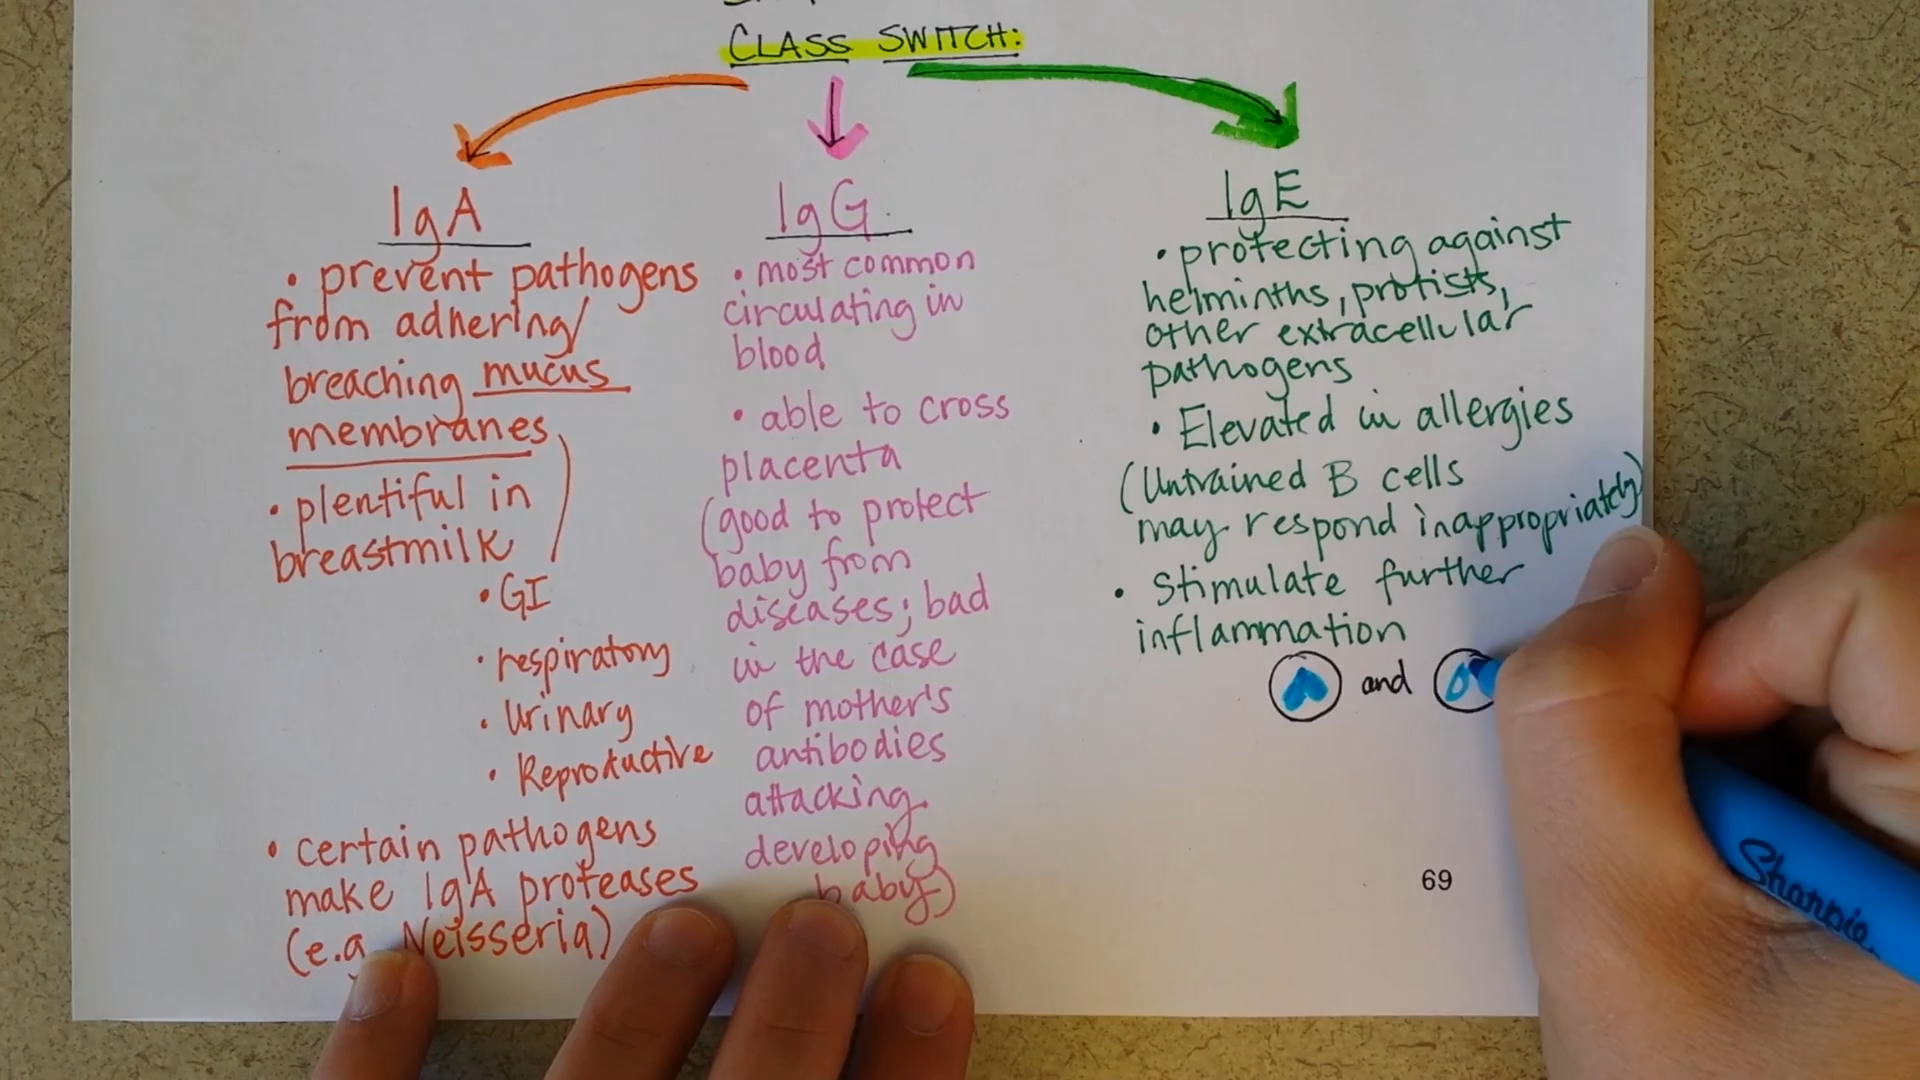 CLASS SWITCH:
IgA
• prevent pathogens
from adhering/
breaching mucus
membranes
• plentiful in
breastmilk
• GI
• respiratory
• Urinary
• Reproductive
• certain pathogens
make IgA proteases
(e.g. Neisseria)
IgG
• most common
circulating in
blood
• able to cross
placenta
(good to protect
baby from
diseases; bad
in the case
of mother's
antibodies
attacking
developing
baby)
IgE
• protecting against
helminths, protists,
other extracellular
pathogens
• Elevated in allergies
(Untrained B cells
may respond inappropriately)
• Stimulate further
inflammation
and
69
Sharpie